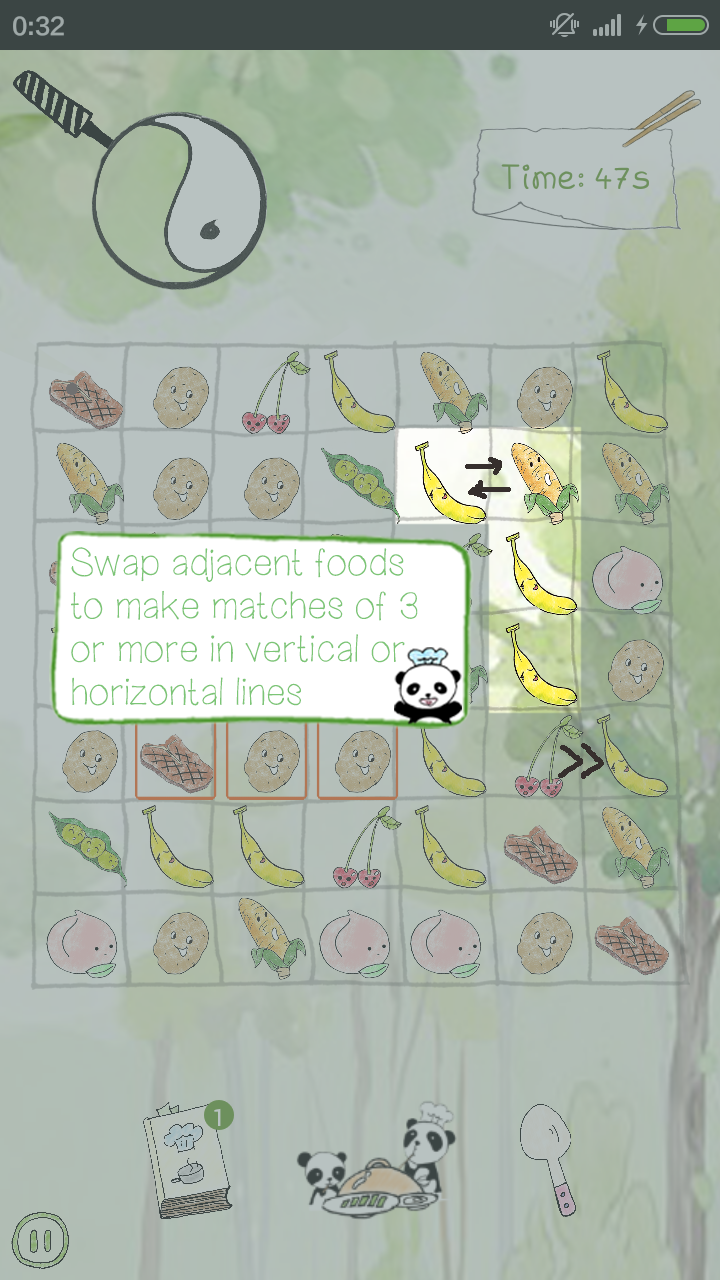 0:32
Time: 47s
Swap adjacent foods
to make matches of 3
or more in vertical or
horizontal lines
1